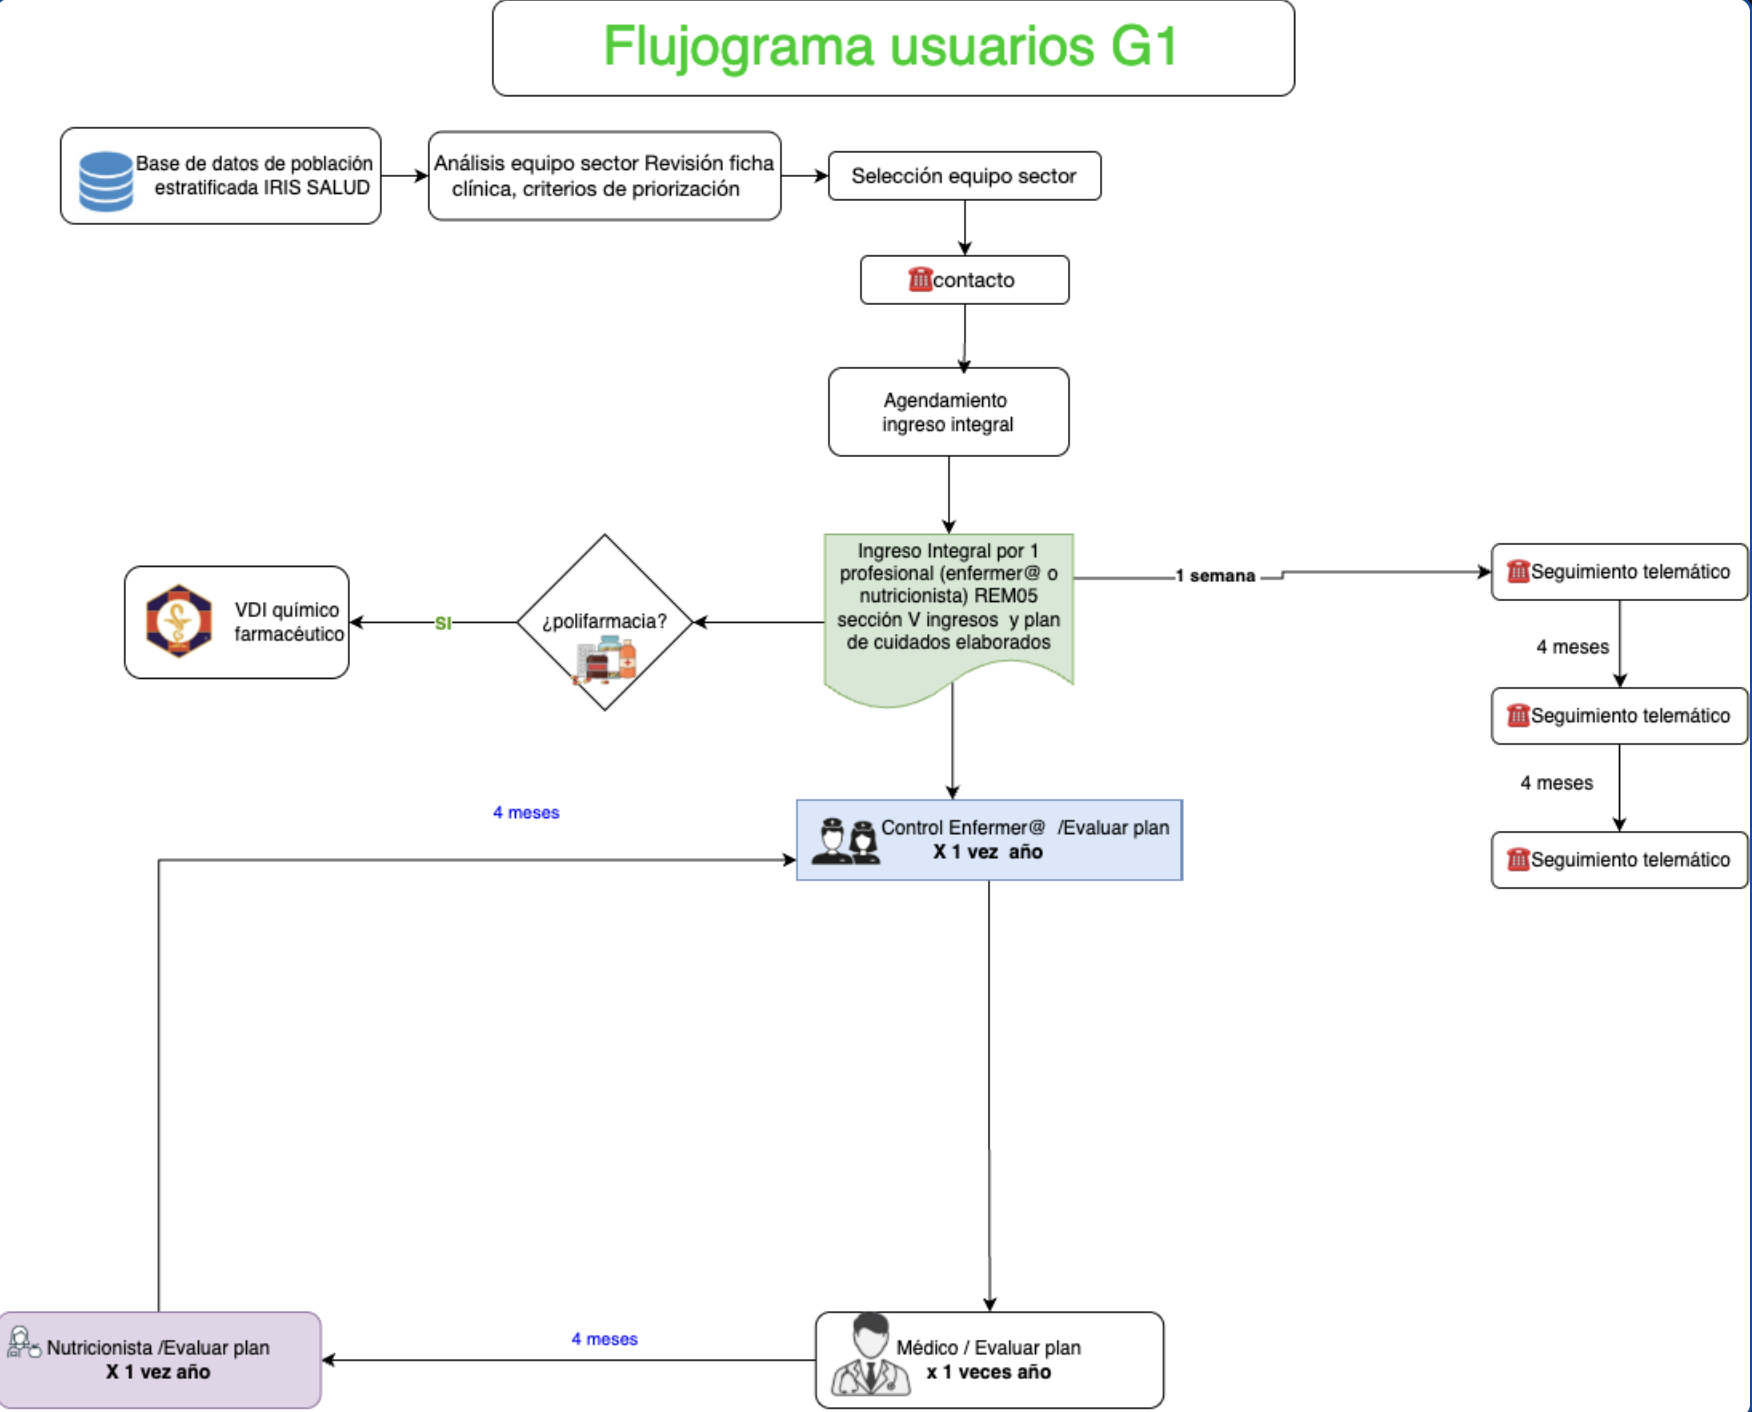 Flujograma usuarios G1
Base de datos de población
estratificada IRIS SALUD
Análisis equipo sector Revisión ficha
clínica, criterios de priorización
Selección equipo sector
contacto
Agendamiento
ingreso integral
Ingreso Integral por 1
profesional (enfermer@ o
nutricionista) REM05
sección V ingresos y plan
de cuidados elaborados
1 semana
Seguimiento telemático
4 meses
Seguimiento telemático
4 meses
Seguimiento telemático
¿polifarmacia?
SI
VDI químico
farmacéutico
4 meses
Control Enfermer@ /Evaluar plan
X 1 vez año
Médico / Evaluar plan
x 1 veces año
4 meses
Nutricionista /Evaluar plan
X 1 vez año